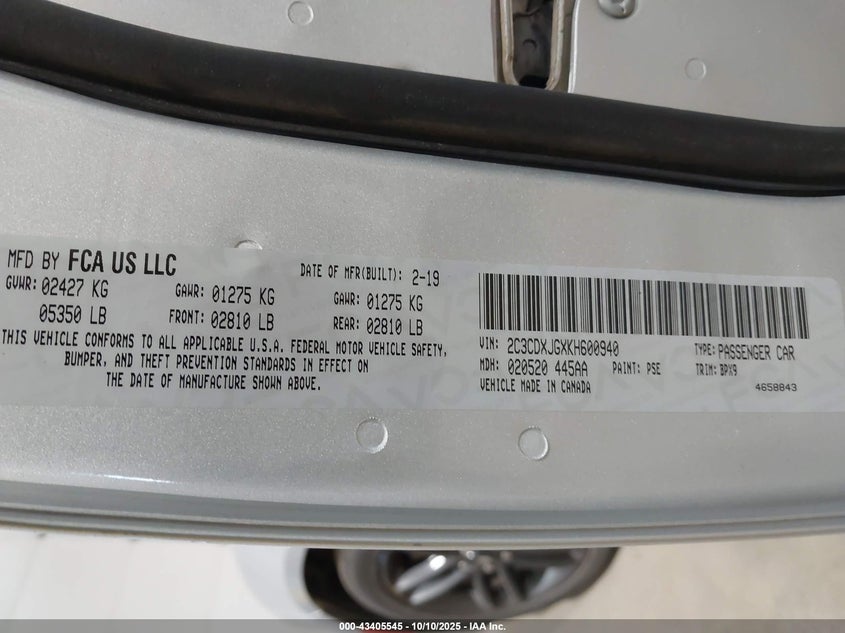 MFD BY FCA US LLC
DATE OF MFR(BUILT): 2-19
GVWR: 02427 KG GAWR: 01275 KG GAWR: 01275 KG
05350 LB FRONT: 02810 LB REAR: 02810 LB
THIS VEHICLE CONFORMS TO ALL APPLICABLE U.S.A. FEDERAL MOTOR VEHICLE SAFETY,
BUMPER, AND THEFT PREVENTION STANDARDS IN EFFECT ON
THE DATE OF MANUFACTURE SHOWN ABOVE.
VIN: 2C3CDXJGXKH600940 TYPE: PASSENGER CAR
MDH: 020520 445AA PAINT: PSE TRIM: BPX9
VEHICLE MADE IN CANADA 4658843
000-43405545 - 10/10/2025 - IAA Inc.